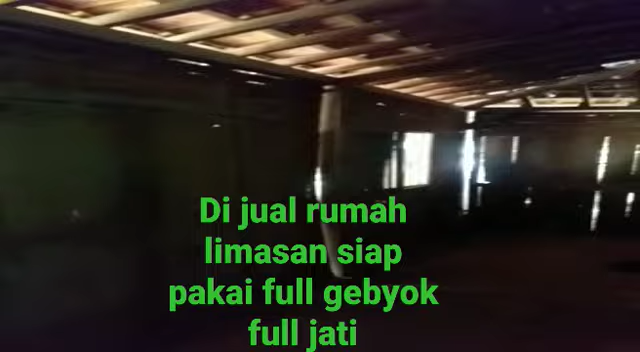 Di jual rumah
limasan siap
pakai full gebyok
full jati